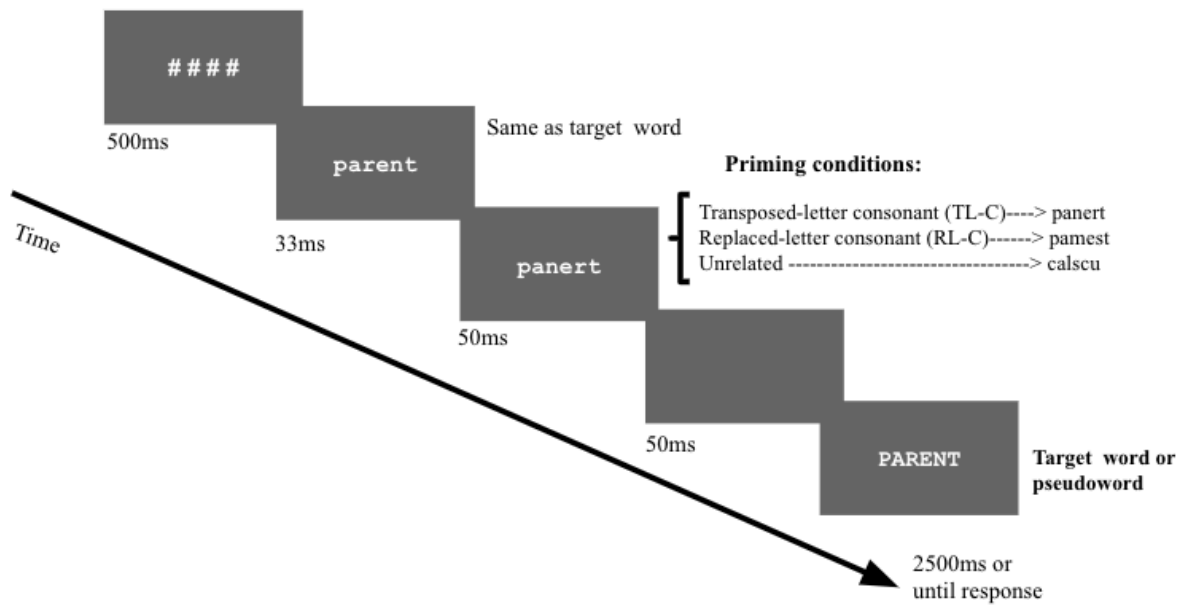 ####
500ms
Same as target word
parent
33ms
Priming conditions:
Transposed-letter consonant (TL-C)----> panert
Replaced-letter consonant (RL-C)------> pamest
Unrelated ----------------------------------> calscu
Time
panert
50ms
50ms
PARENT
Target word or
pseudoword
2500ms or
until response